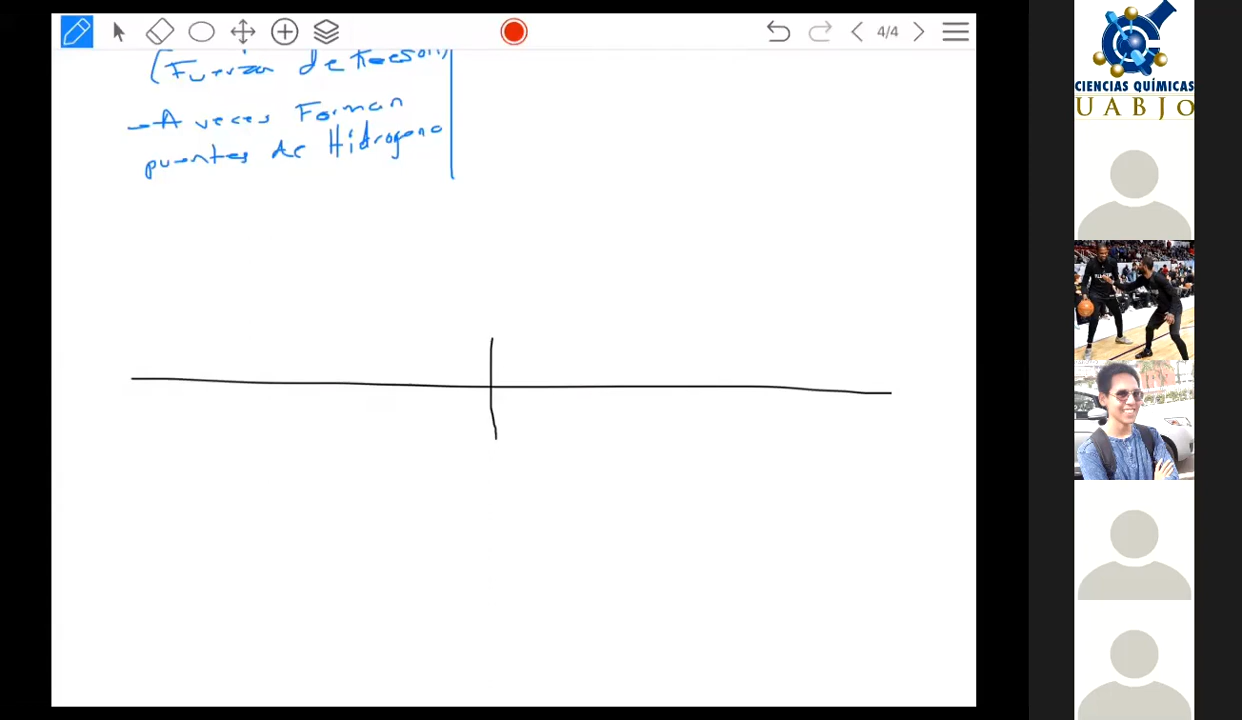 4/4
(Fuerza de
→ A veces Forman
puentes de Hidrogeno
CIENCIAS QUÍMICAS
UABJO